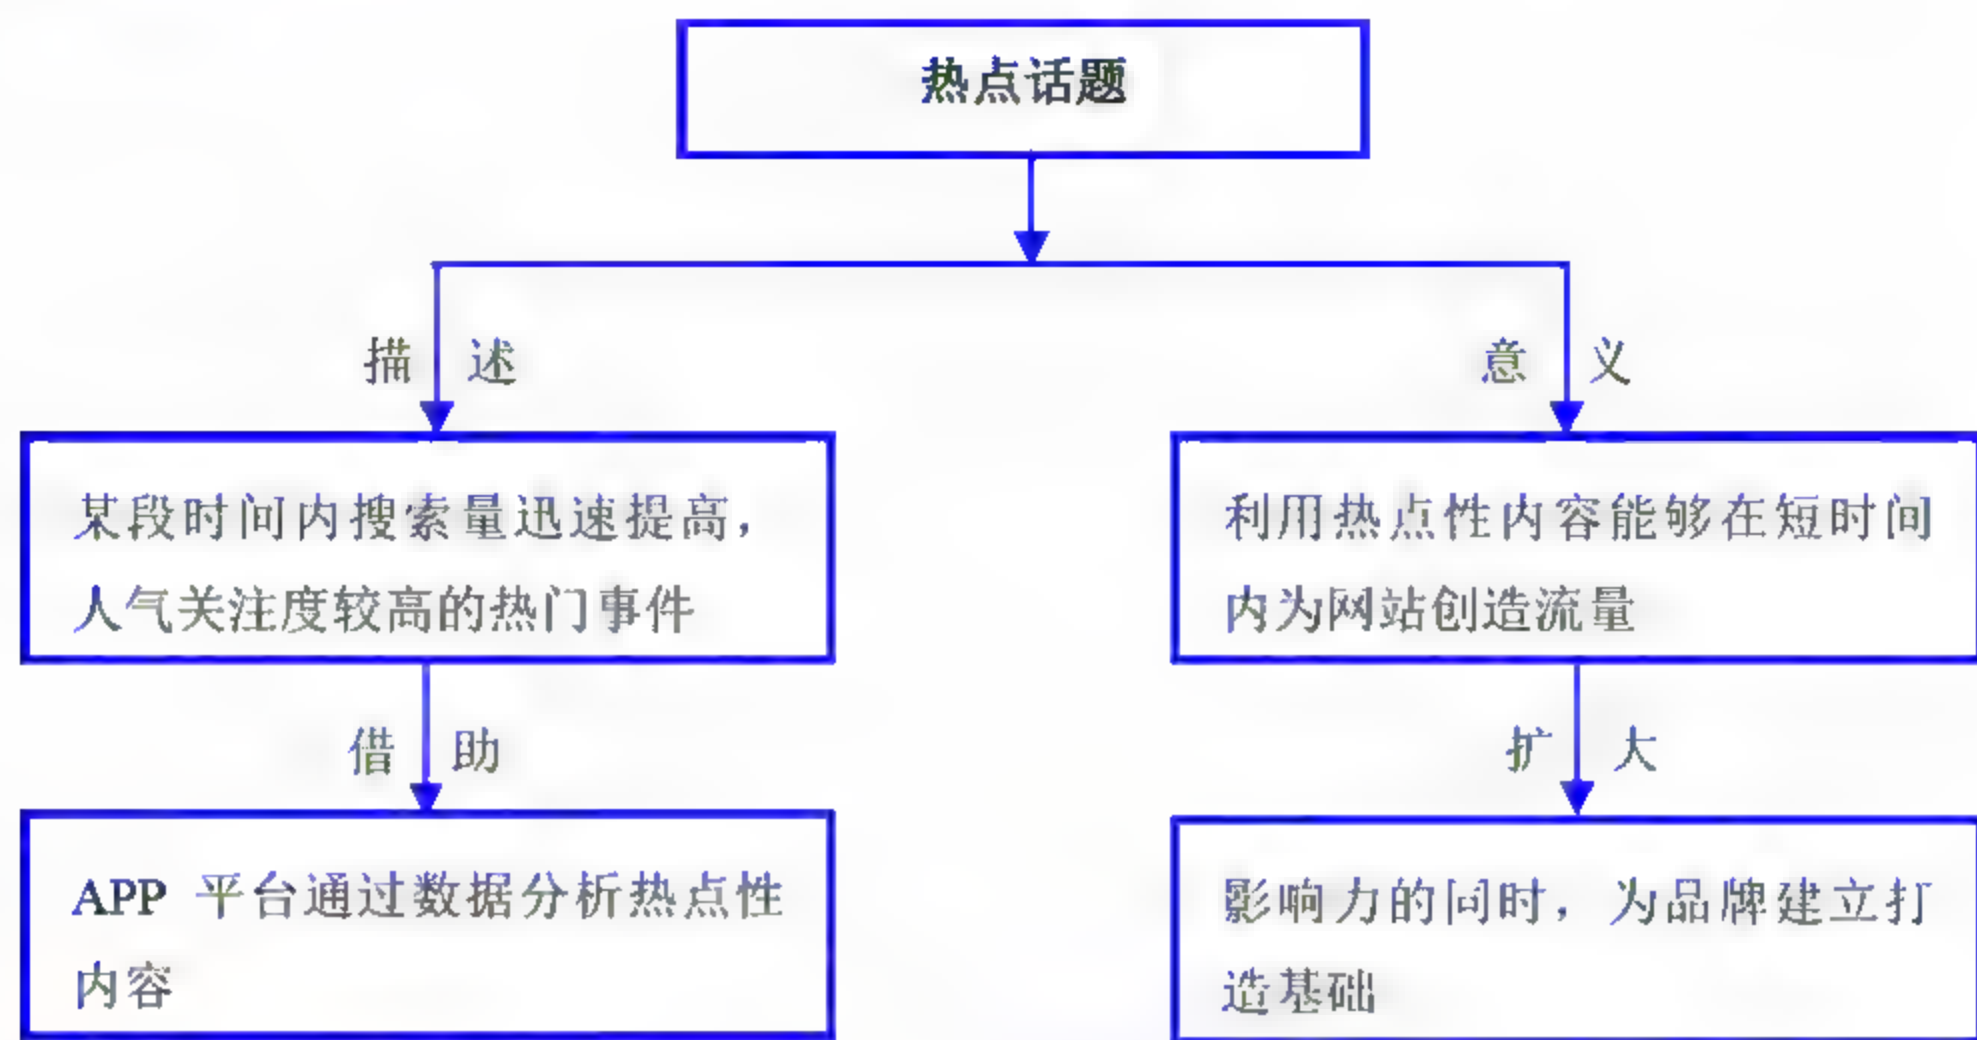 热点话题
描述
意义
某段时间内搜索量迅速提高，
人气关注度较高的热门事件
利用热点性内容能够在短时间
内为网站创造流量
借助
扩大
APP 平台通过数据分析热点性
内容
影响力的同时，为品牌建立打
造基础